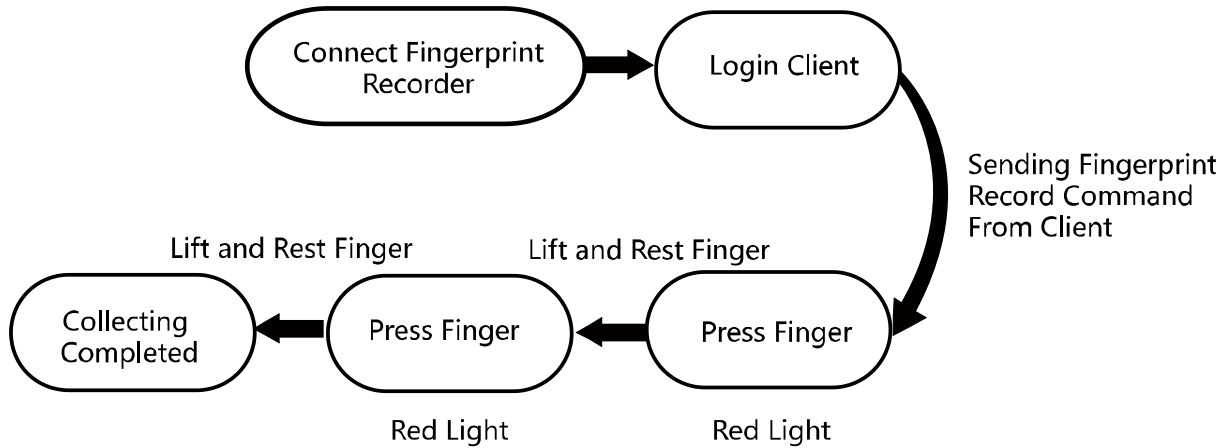 Connect Fingerprint
Recorder
Login Client
Sending Fingerprint
Record Command
From Client
Lift and Rest Finger
Press Finger
Red Light
Lift and Rest Finger
Press Finger
Red Light
Collecting
Completed